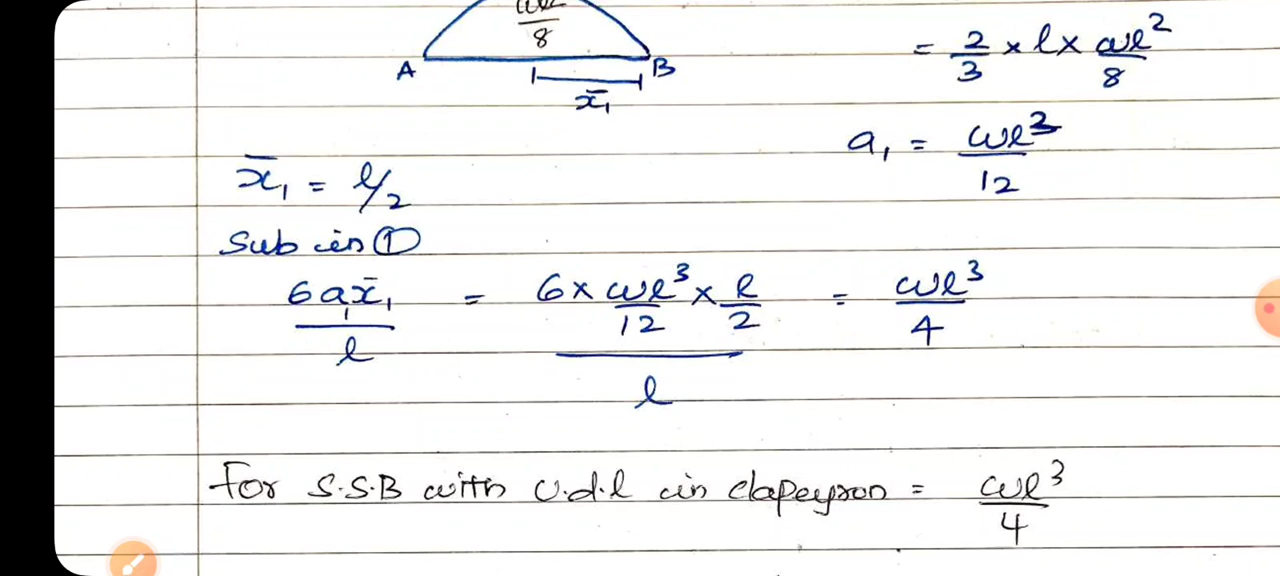 wl²/8
A B
x̄₁
= 2/3 × l × wl²/8
a₁ = wl³/12
x̄₁ = l/2
Sub in ①
6a₁x̄₁/l = (6 × wl³/12 × l/2)/l = wl³/4
For S.S.B with U.d.l in clapeyron = wl³/4